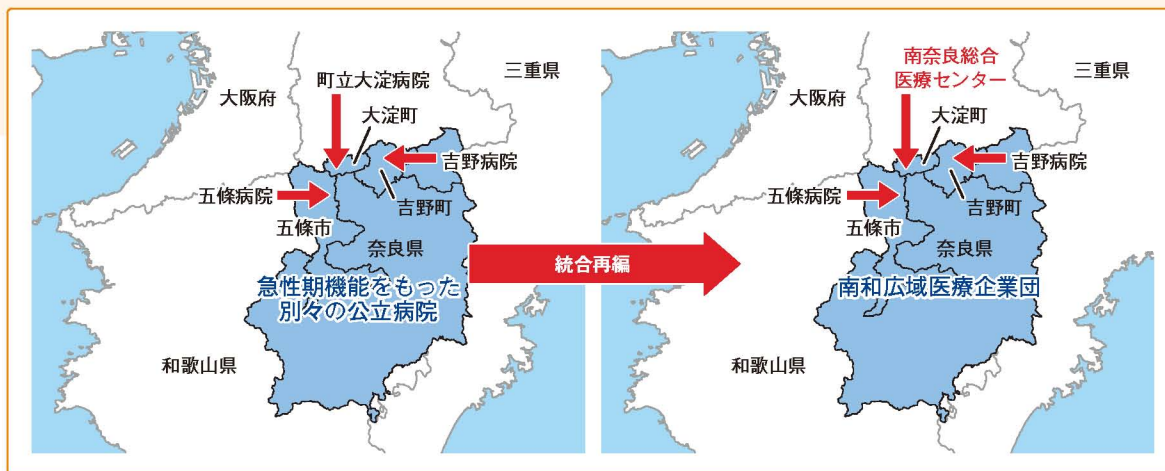 町立大淀病院
三重県
大阪府
大淀町
吉野病院
五條病院
吉野町
五條市
奈良県
急性期機能をもった
別々の公立病院
和歌山県
統合再編
南奈良総合
医療センター
三重県
大阪府
大淀町
吉野病院
五條病院
吉野町
五條市
奈良県
南和広域医療企業団
和歌山県